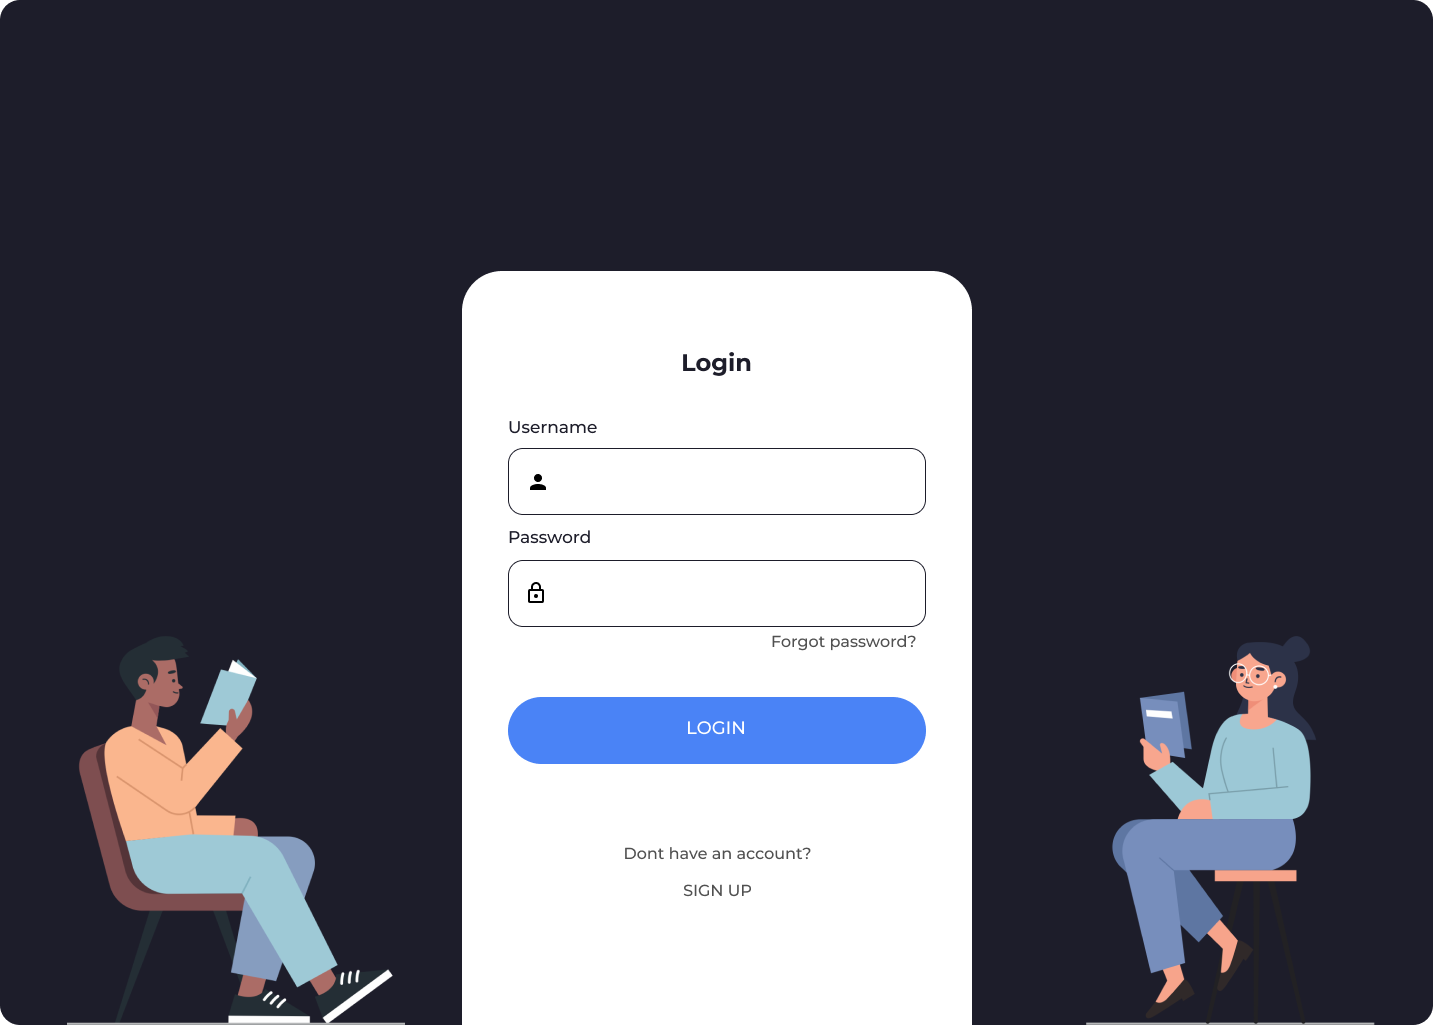 Login
Username
Password
Forgot password?
LOGIN
Dont have an account?
SIGN UP